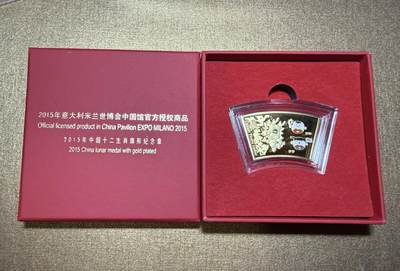 2015年意大利米兰世博会中国馆官方授权商品
Official licensed product in China Pavilion EXPO MILANO 2015
2015年中国十二生肖扇形纪念章
2015 China lunar medal with gold plated